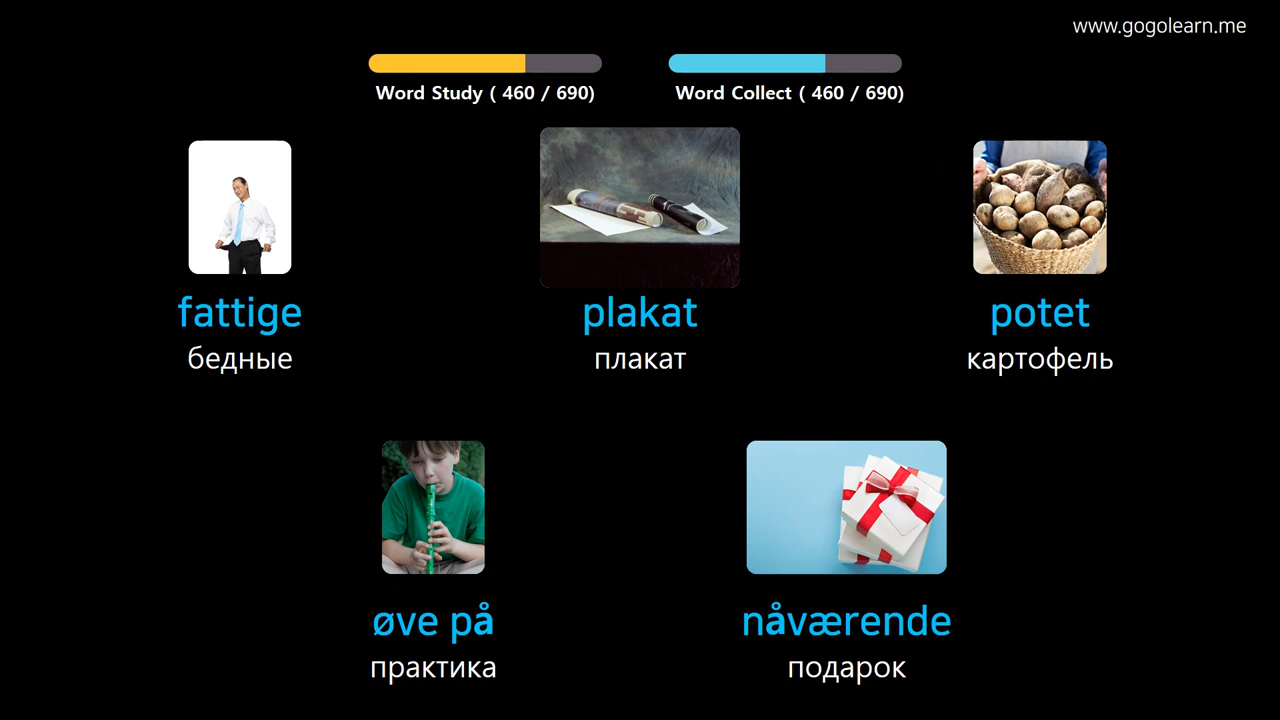 www.gogolearn.me
Word Study ( 460 / 690)
Word Collect ( 460 / 690)
fattige
бедные
plakat
плакат
potet
картофель
øve på
практика
nåværende
подарок